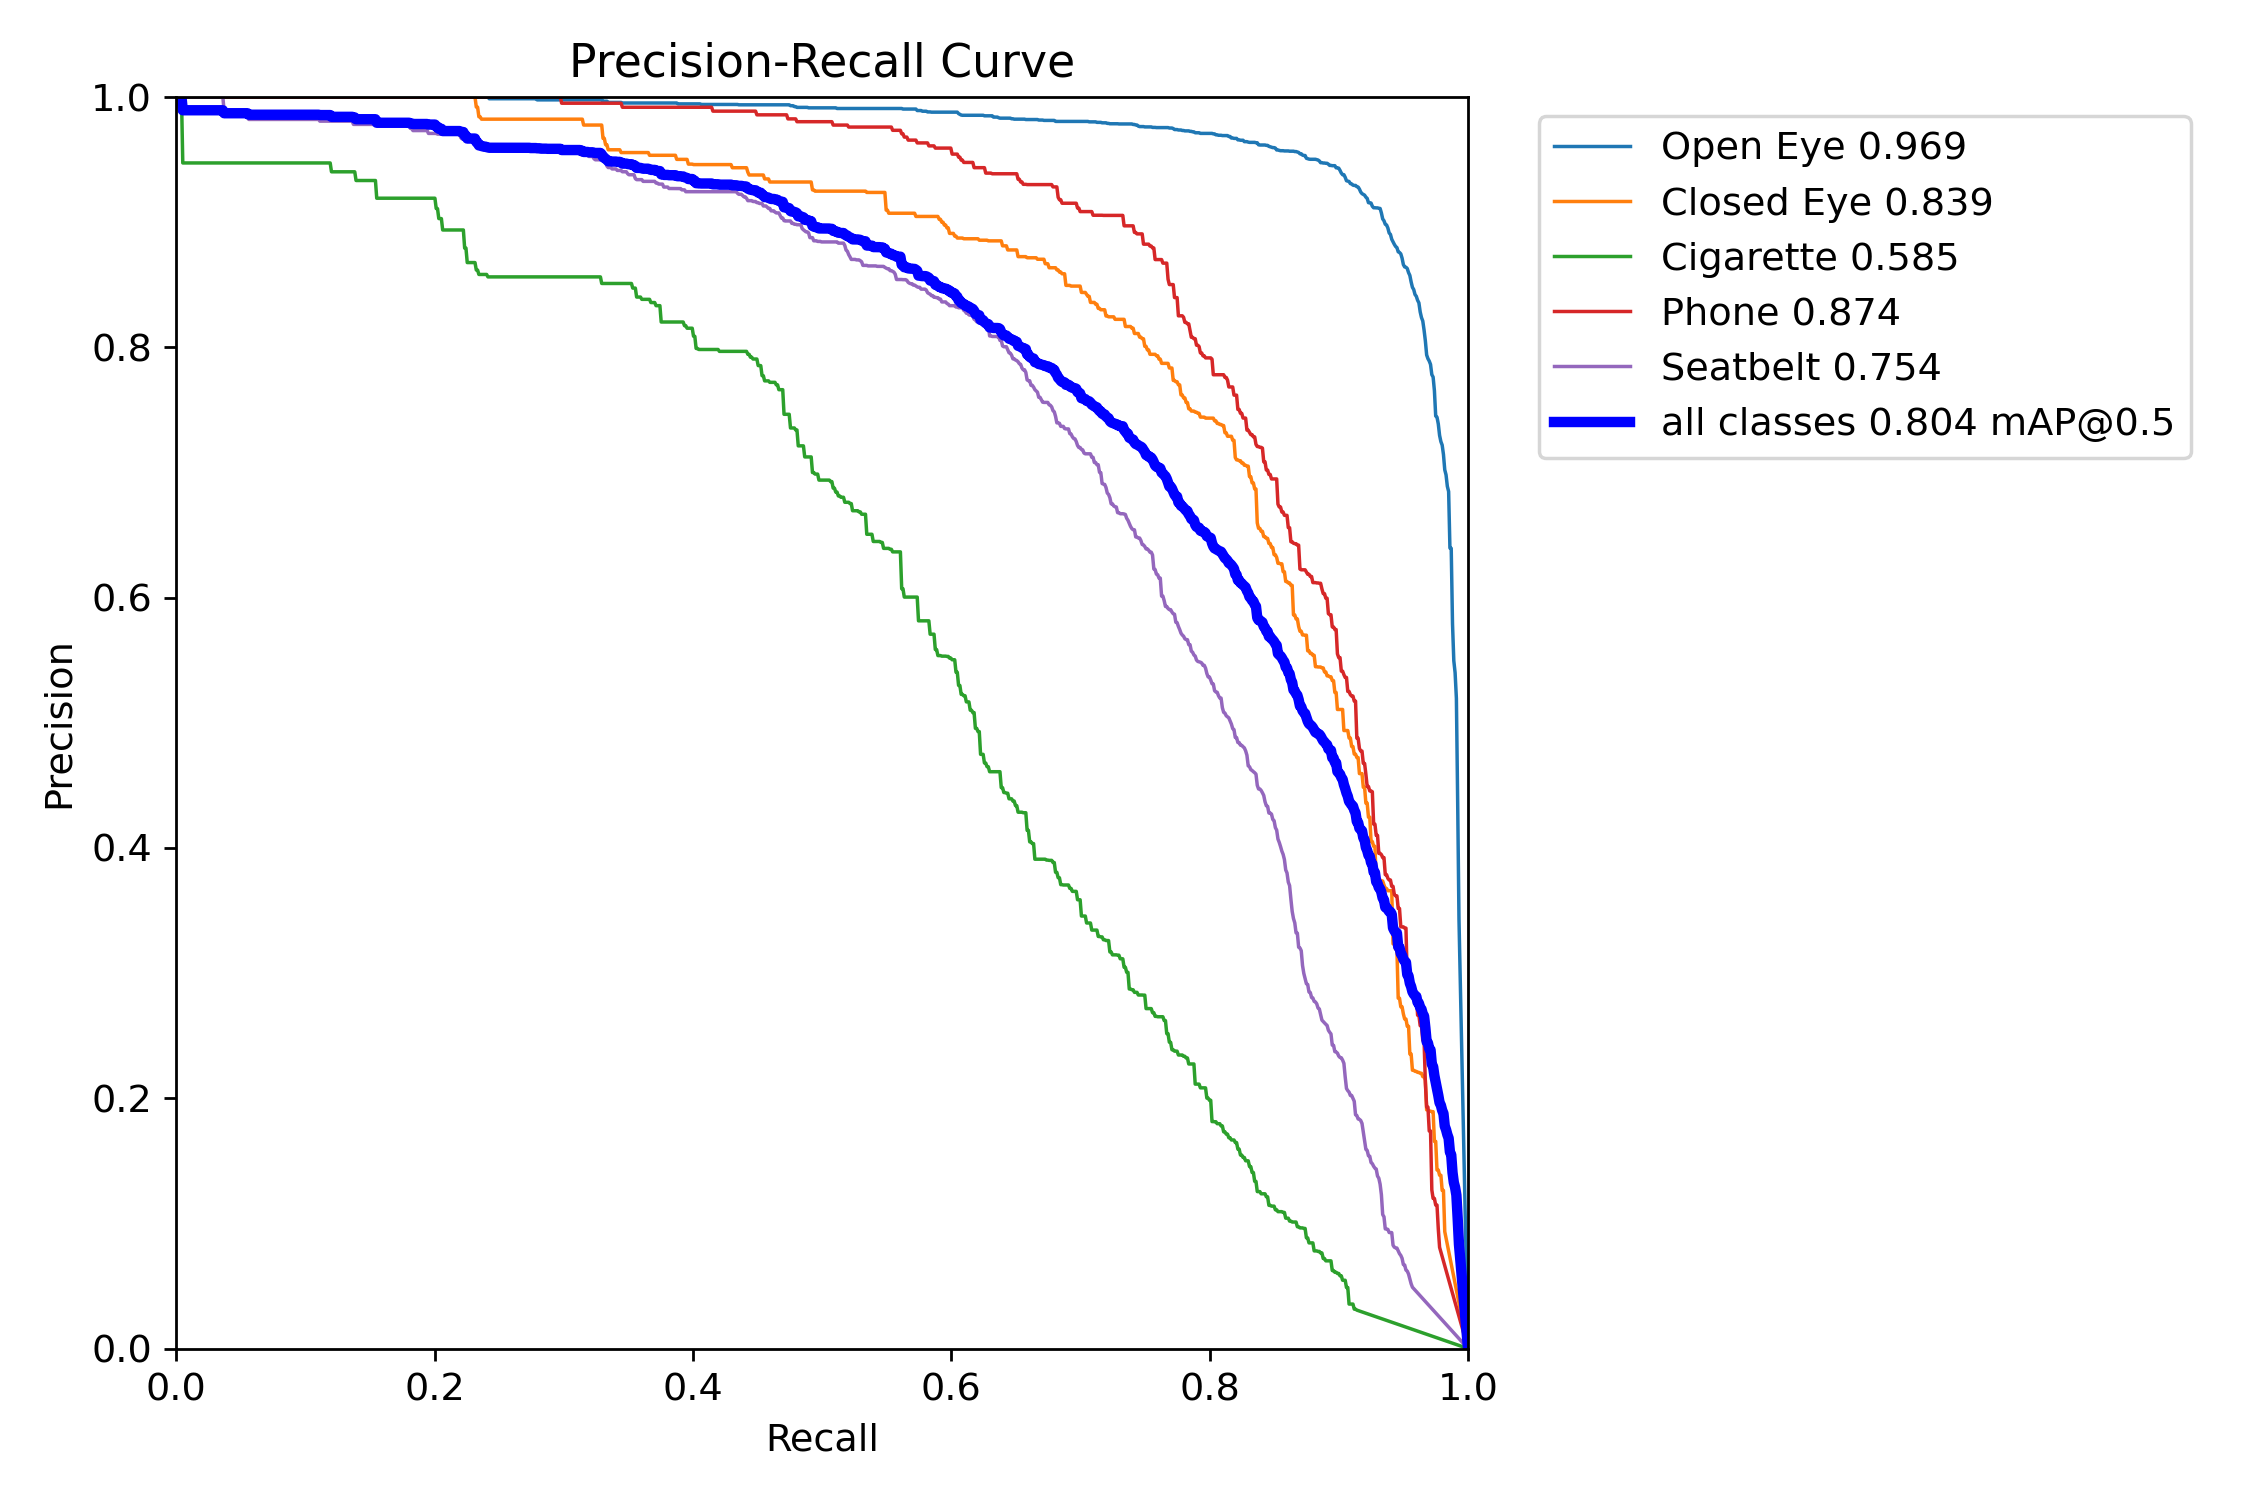 Precision-Recall Curve
1.0
0.8
0.6
0.4
0.2
0.0
Precision
0.0 0.2 0.4 0.6 0.8 1.0
Recall
Open Eye 0.969
Closed Eye 0.839
Cigarette 0.585
Phone 0.874
Seatbelt 0.754
all classes 0.804 mAP@0.5